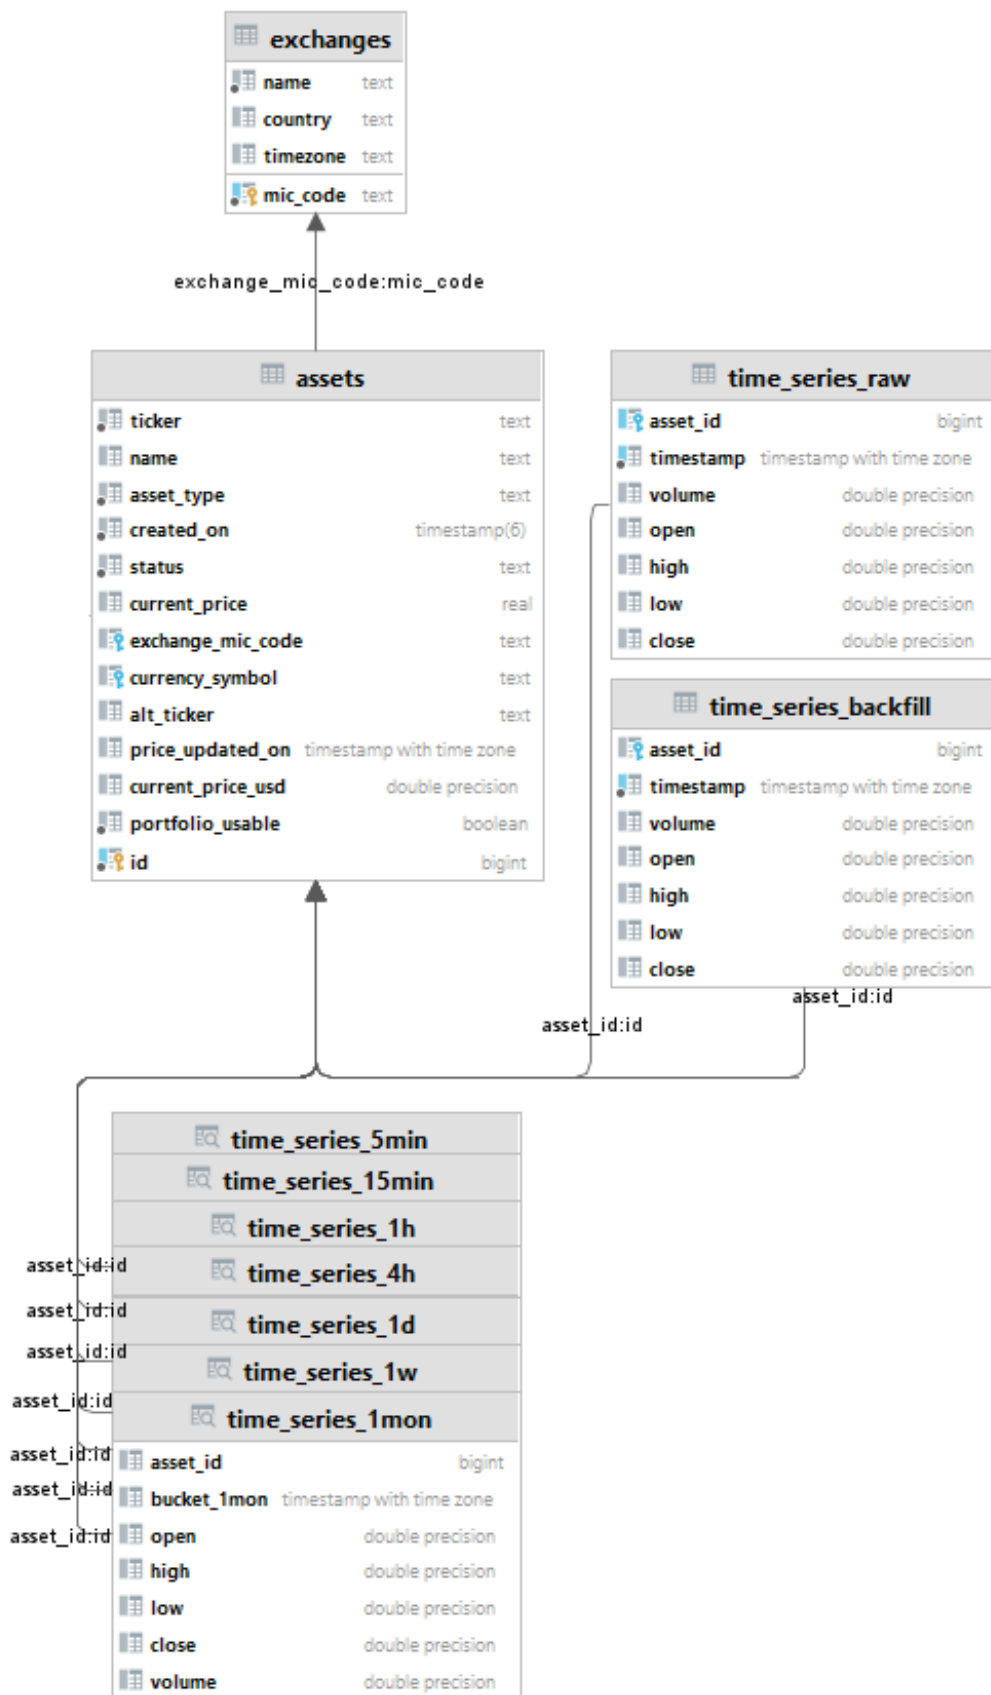 exchanges
name text
country text
timezone text
mic_code text
exchange_mic_code:mic_code
assets
ticker text
name text
asset_type text
created_on timestamp(6)
status text
current_price real
exchange_mic_code text
currency_symbol text
alt_ticker text
price_updated_on timestamp with time zone
current_price_usd double precision
portfolio_usable boolean
id bigint
time_series_raw
asset_id bigint
timestamp timestamp with time zone
volume double precision
open double precision
high double precision
low double precision
close double precision
time_series_backfill
asset_id bigint
timestamp timestamp with time zone
volume double precision
open double precision
high double precision
low double precision
close double precision
asset_id:id
asset_id:id
time_series_5min
time_series_15min
time_series_1h
time_series_4h
time_series_1d
time_series_1w
time_series_1mon
asset_id:id
asset_id:id
asset_id:id
asset_id:id
asset_id:id
asset_id:id
asset_id:id
asset_id bigint
bucket_1mon timestamp with time zone
open double precision
high double precision
low double precision
close double precision
volume double precision